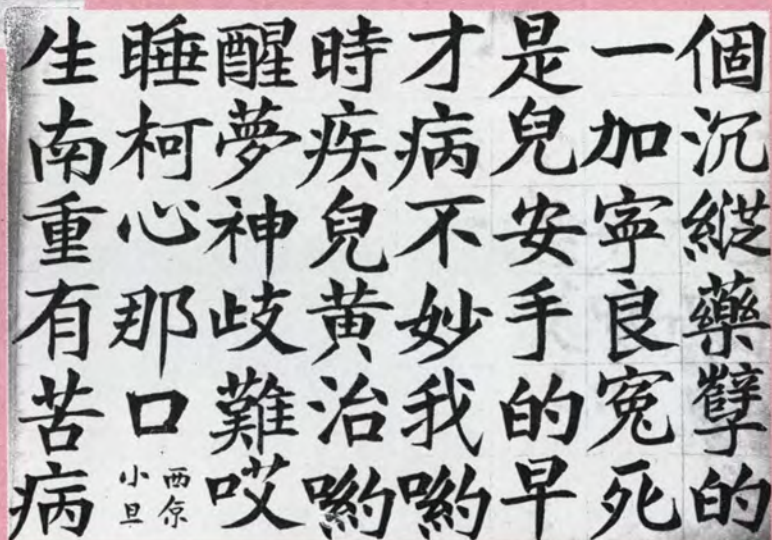 生睡醒時才是一個
南柯夢疾病兒加沉
重心神兒不安寧縱
有那歧黃妙手良藥
苦口難治我的冤孽
病小旦西原哎喲喲早死的